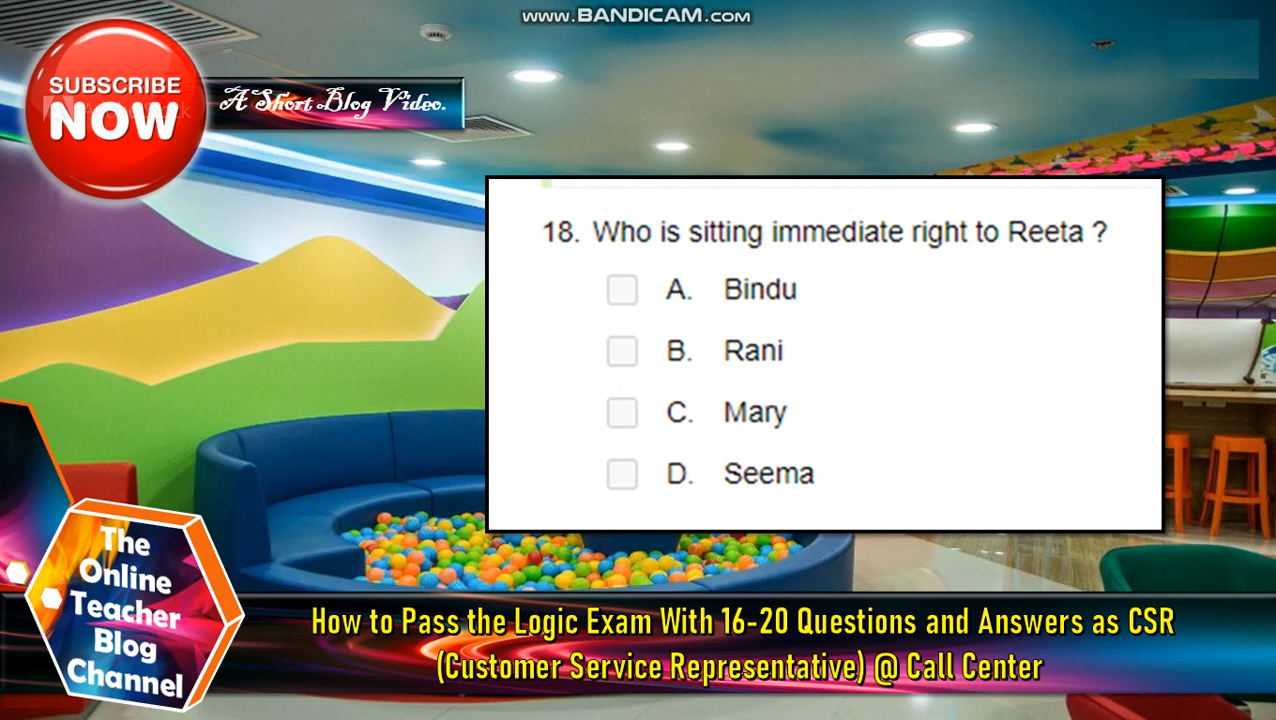 www.BANDICAM.com
SUBSCRIBE
NOW
A Short Blog Video.
18. Who is sitting immediate right to Reeta ?
A. Bindu
B. Rani
C. Mary
D. Seema
The
Online
Teacher
Blog
Channel
How to Pass the Logic Exam With 16-20 Questions and Answers as CSR
(Customer Service Representative) @ Call Center